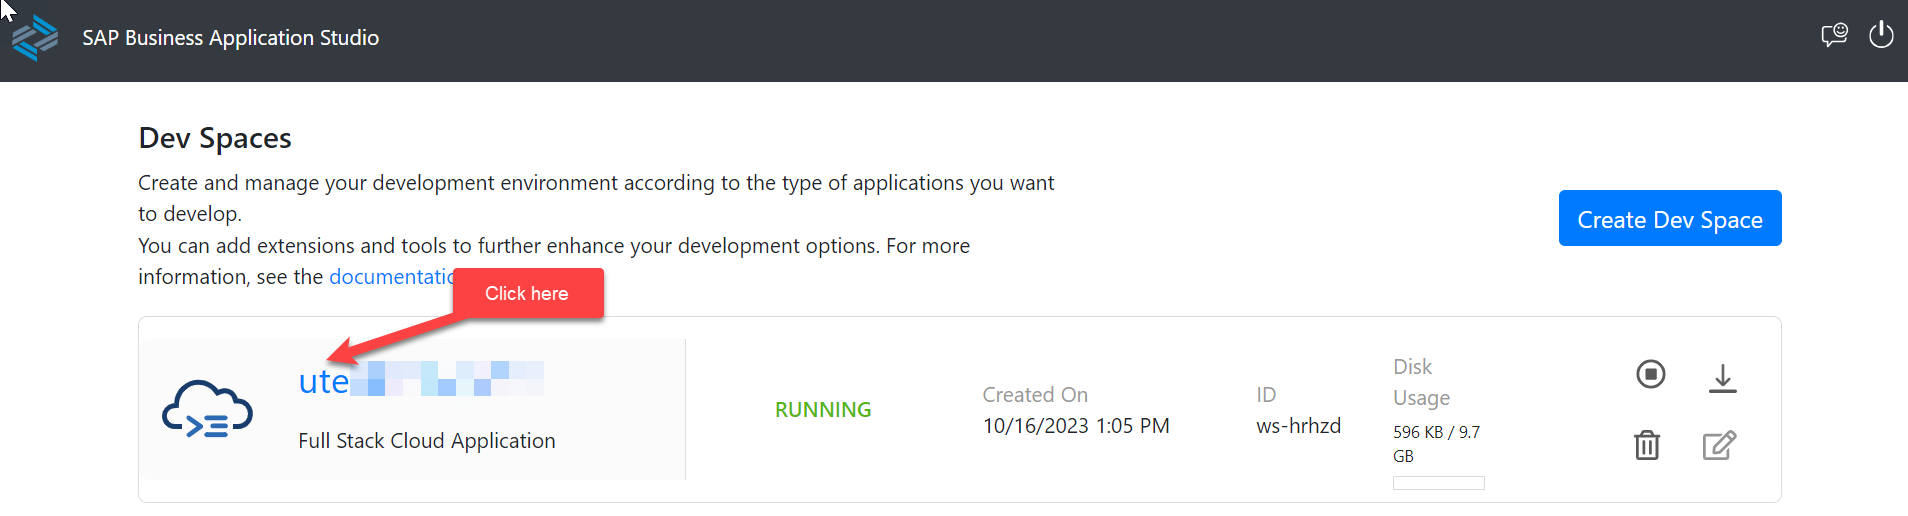 SAP Business Application Studio
Dev Spaces
Create and manage your development environment according to the type of applications you want
to develop.
You can add extensions and tools to further enhance your development options. For more
information, see the documentatio
Create Dev Space
Click here
ute
Full Stack Cloud Application
RUNNING
Created On
10/16/2023 1:05 PM
ID
ws-hrhzd
Disk
Usage
596 KB / 9.7
GB